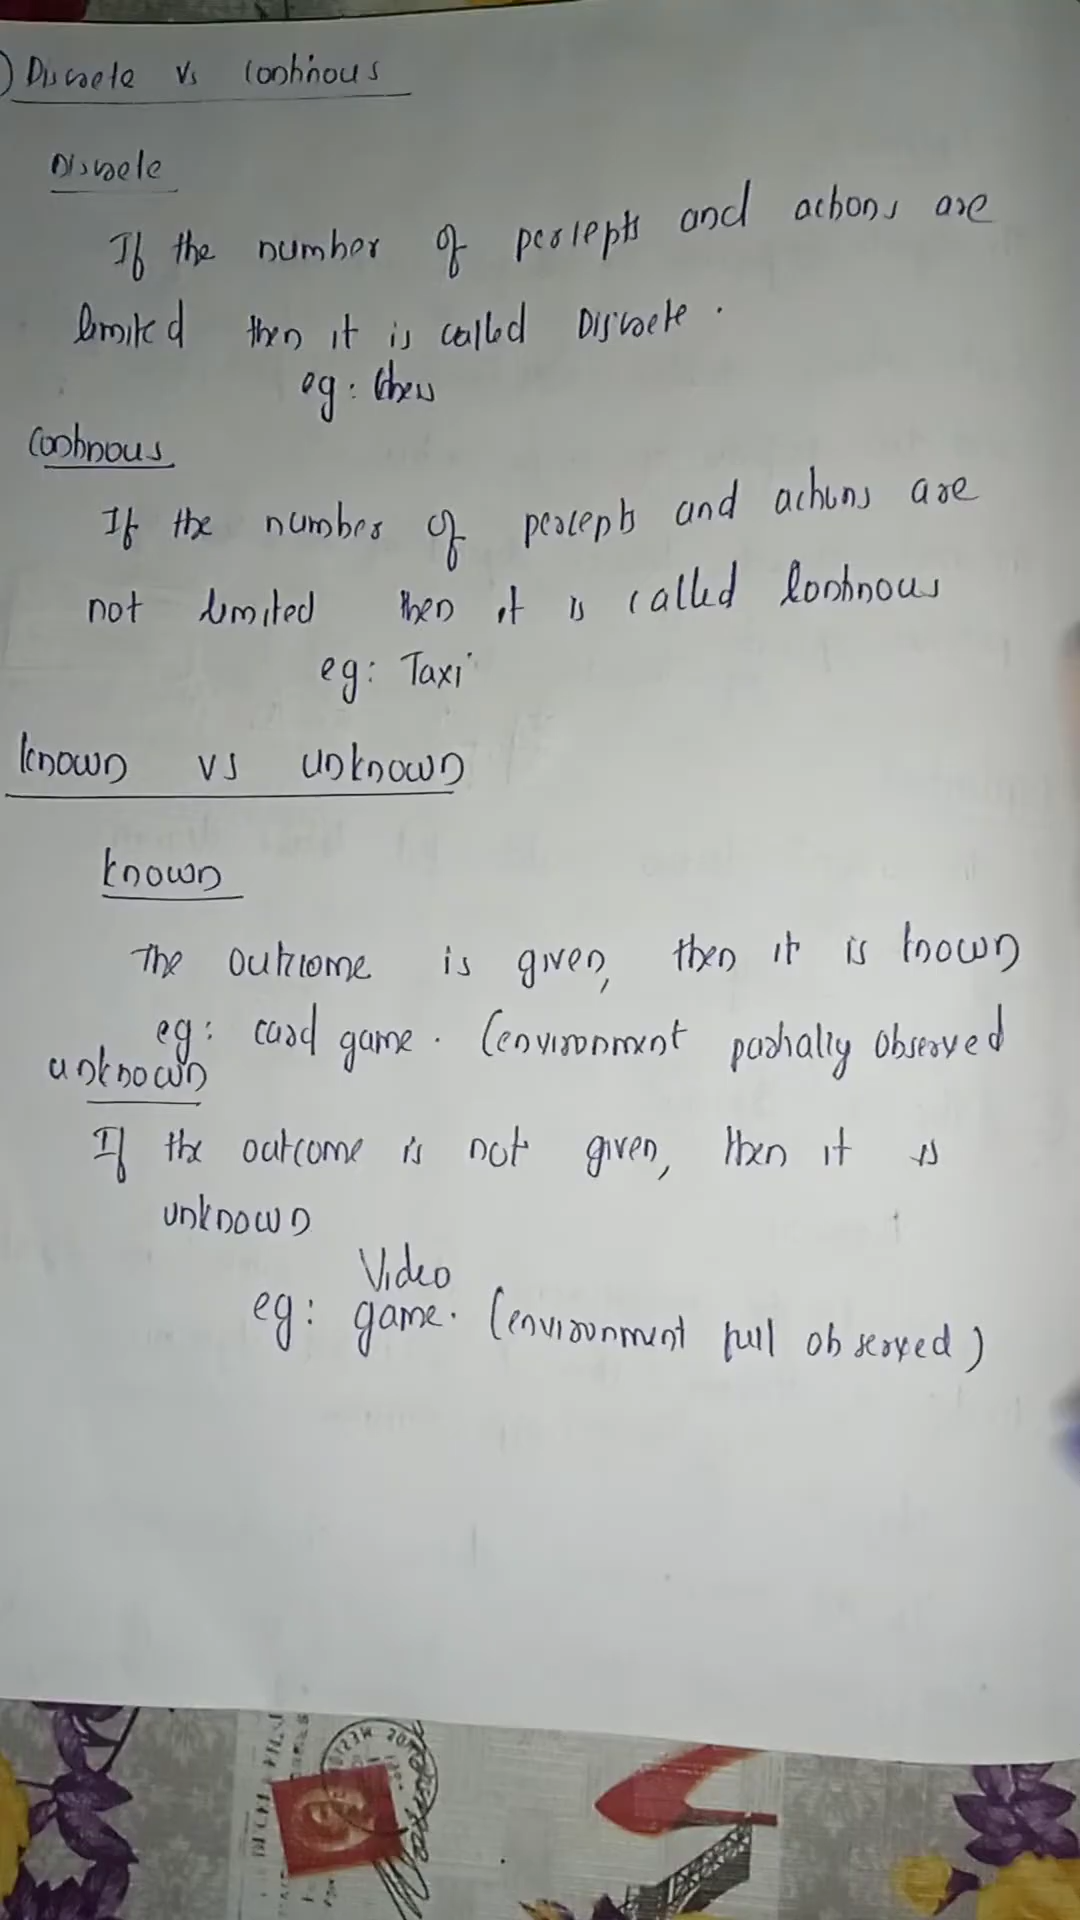 ) Discrete vs Continous
Discrete
If the number of percepts and actions are
limited then it is called Discrete.
eg: chess
Continous
If the number of percepts and actions are
not limited then it is called Continous
eg: Taxi
known vs unknown
known
The outcome is given, then it is known
eg: card game. (environment partially observed
unknown
If the outcome is not given, then it is
unknown
Video
eg: game. (environment full observed)